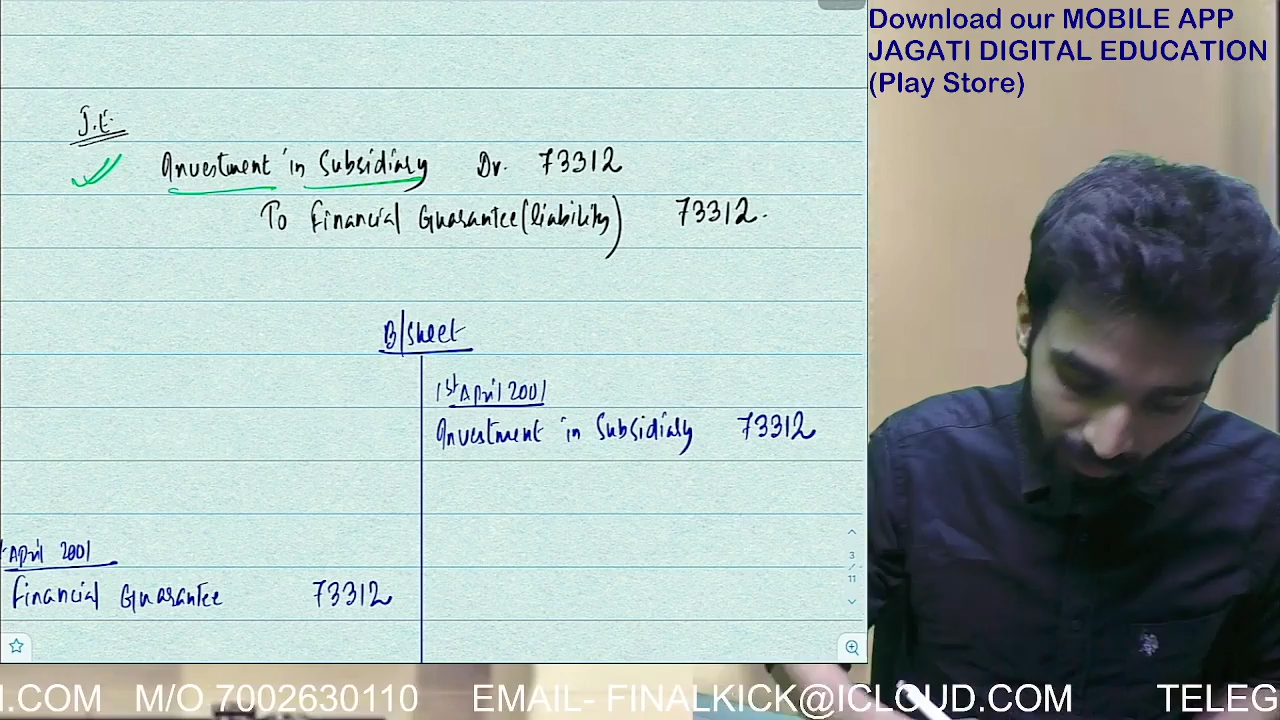 Download our MOBILE APP
JAGATI DIGITAL EDUCATION
(Play Store)
J.E
Investment in Subsidiary Dr. 73312
To Financial Guarantee (liability) 73312.
B/Sheet
1st April 2001
Investment in Subsidiary 73312
April 2001
Financial Guarantee 73312
3
/
11
.COM M/O 7002630110 EMAIL- FINALKICK@ICLOUD.COM TELEG